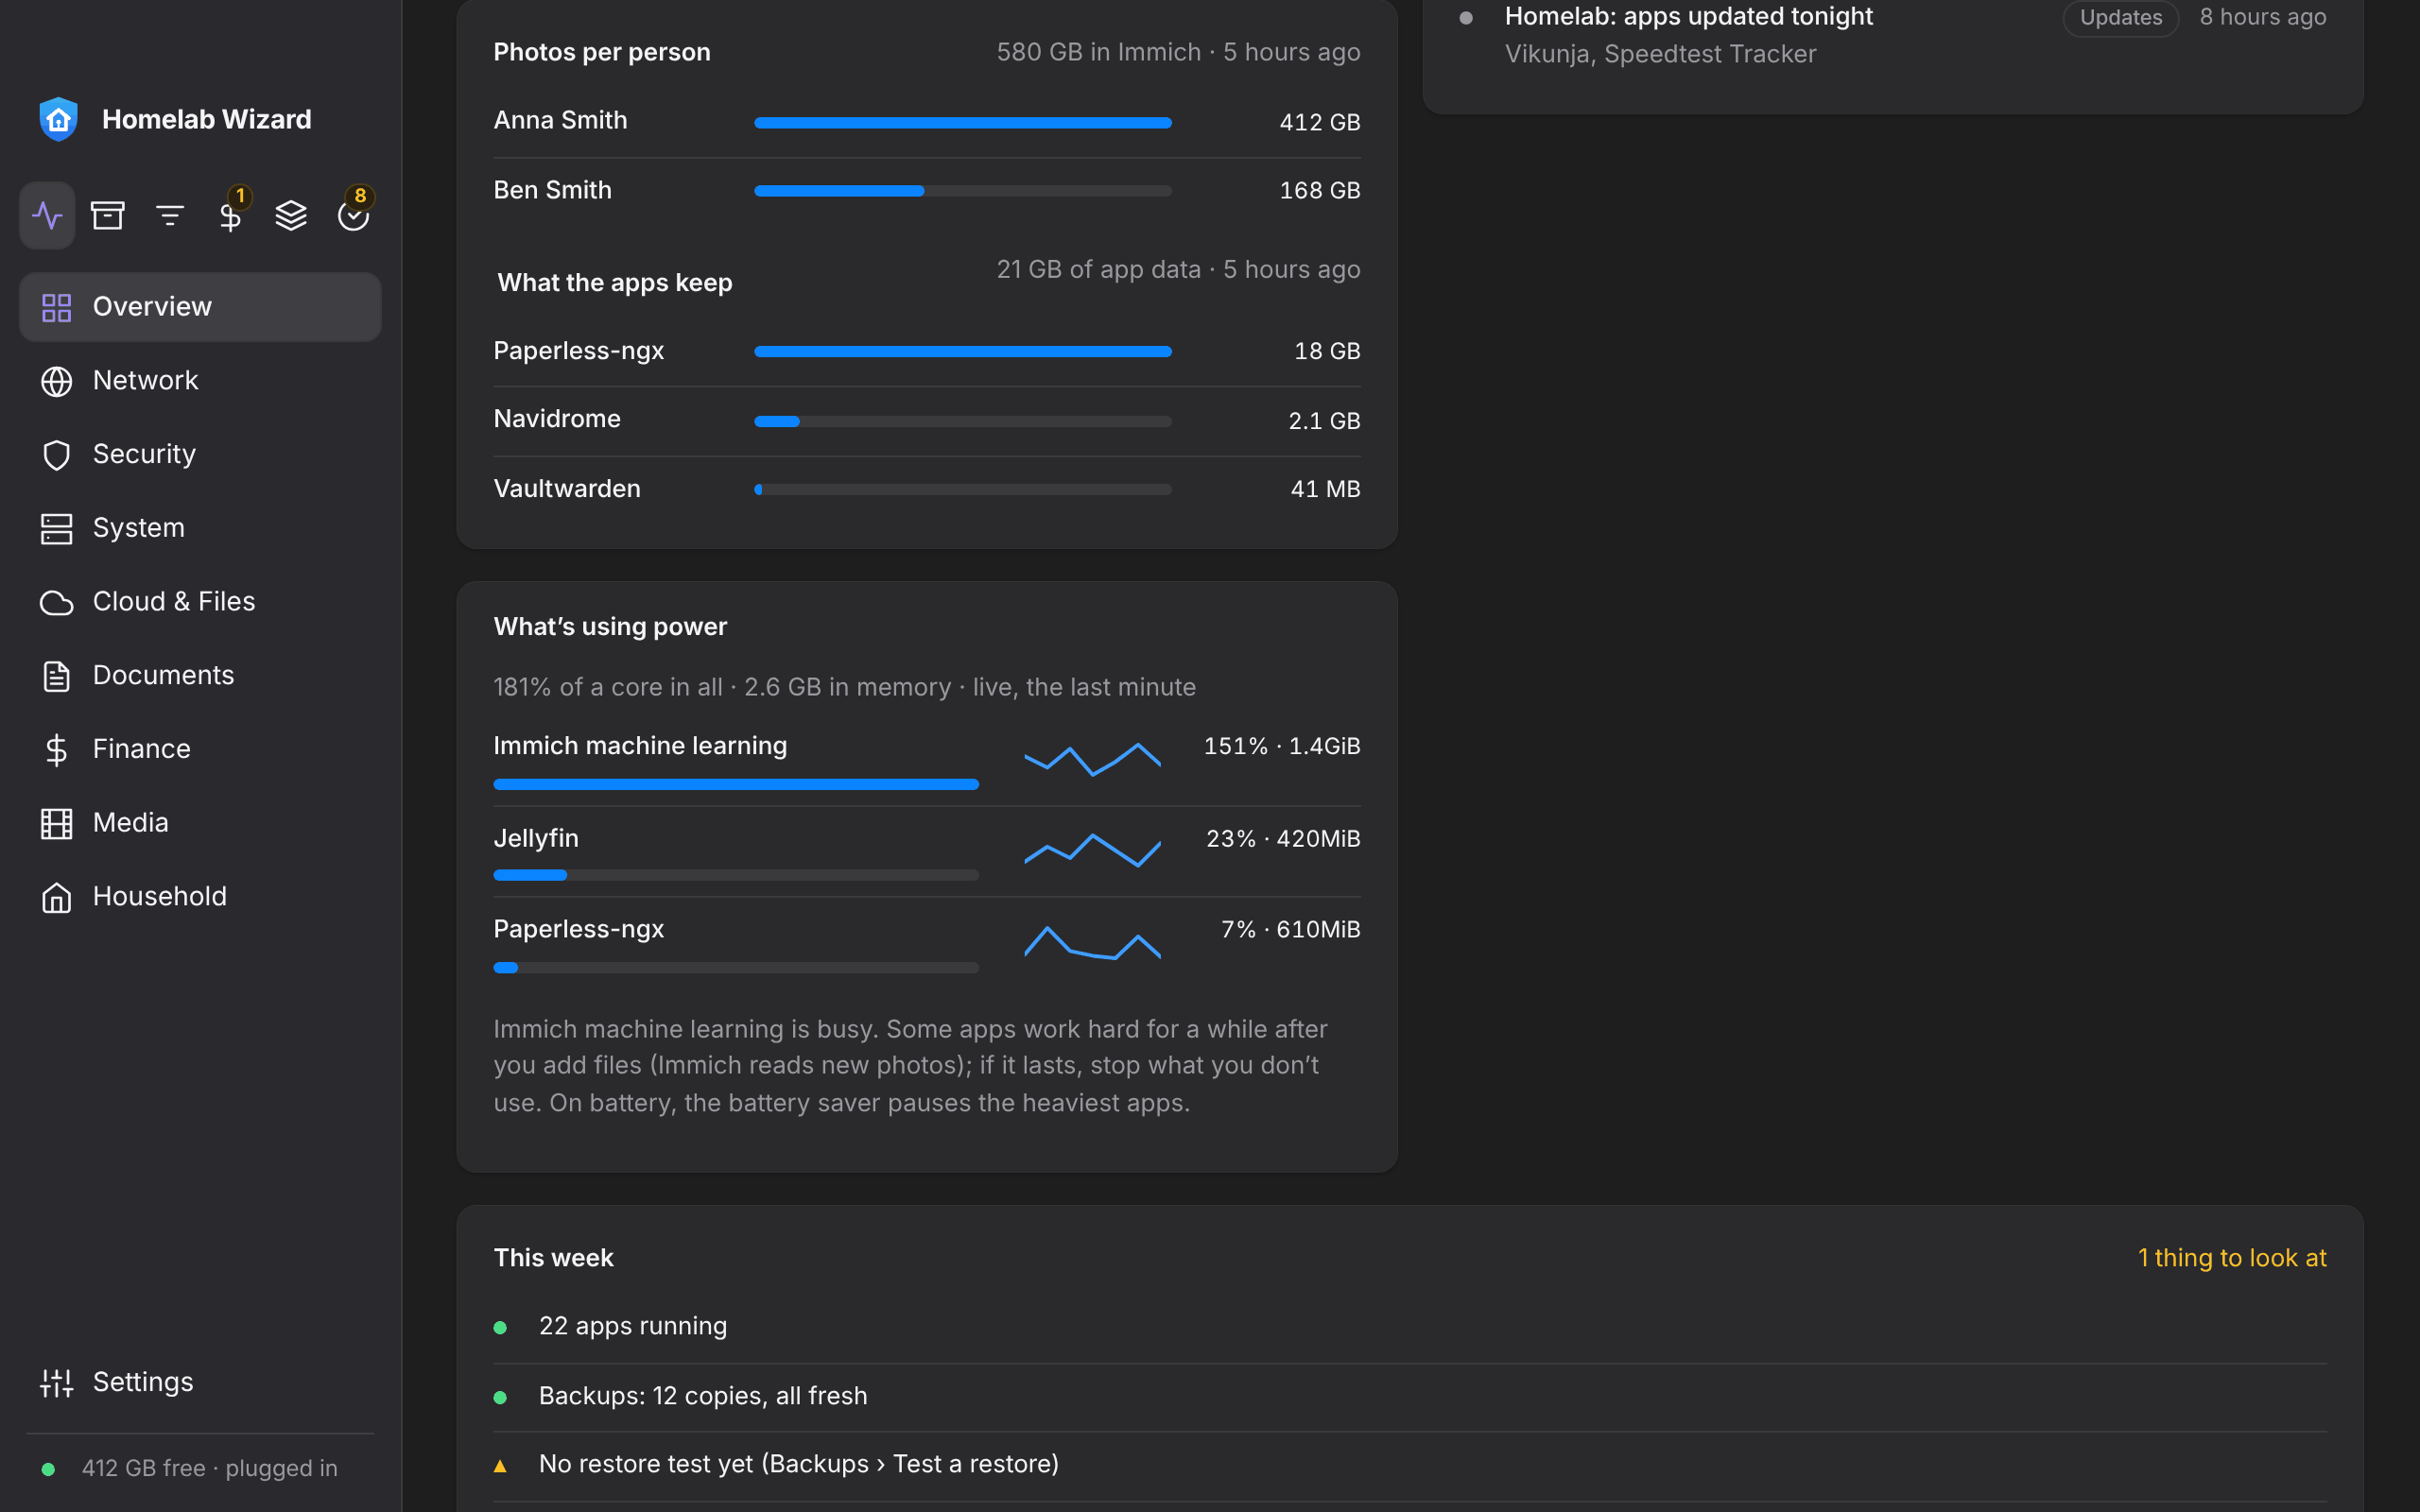 Homelab Wizard
1
8
Overview
Network
Security
System
Cloud & Files
Documents
Finance
Media
Household
Settings
412 GB free · plugged in
Photos per person
580 GB in Immich · 5 hours ago
Anna Smith
412 GB
Ben Smith
168 GB
What the apps keep
21 GB of app data · 5 hours ago
Paperless-ngx
18 GB
Navidrome
2.1 GB
Vaultwarden
41 MB
What’s using power
181% of a core in all · 2.6 GB in memory · live, the last minute
Immich machine learning
151% · 1.4GiB
Jellyfin
23% · 420MiB
Paperless-ngx
7% · 610MiB
Immich machine learning is busy. Some apps work hard for a while after
you add files (Immich reads new photos); if it lasts, stop what you don’t
use. On battery, the battery saver pauses the heaviest apps.
Homelab: apps updated tonight
Updates
8 hours ago
Vikunja, Speedtest Tracker
This week
1 thing to look at
22 apps running
Backups: 12 copies, all fresh
No restore test yet (Backups › Test a restore)